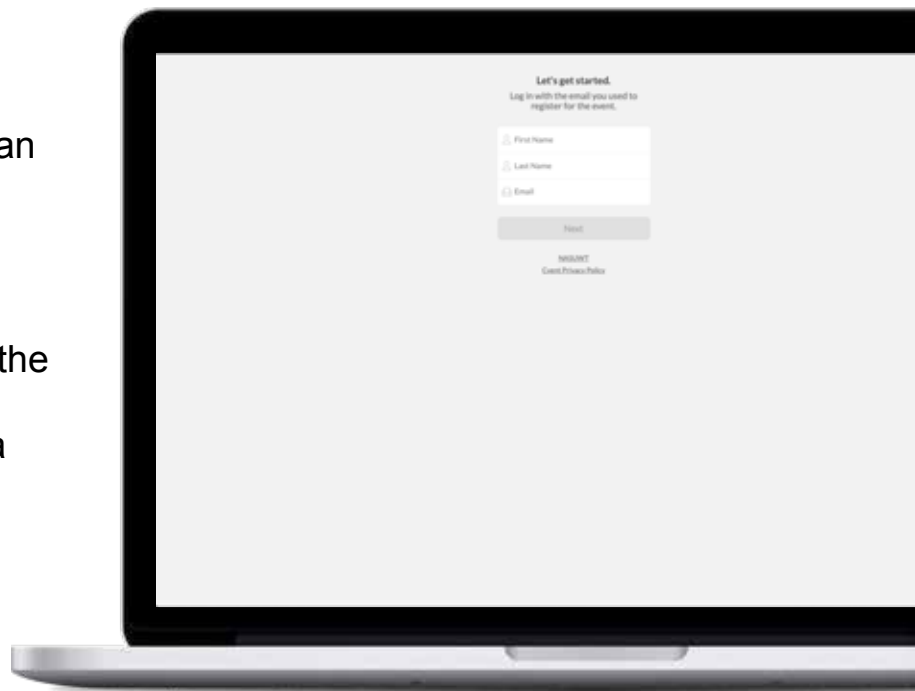 an
the
a
Let's get started.
Log in with the email you used to
register for the event.
First Name
Last Name
Email
Next
NASUWT
Event Privacy Policy